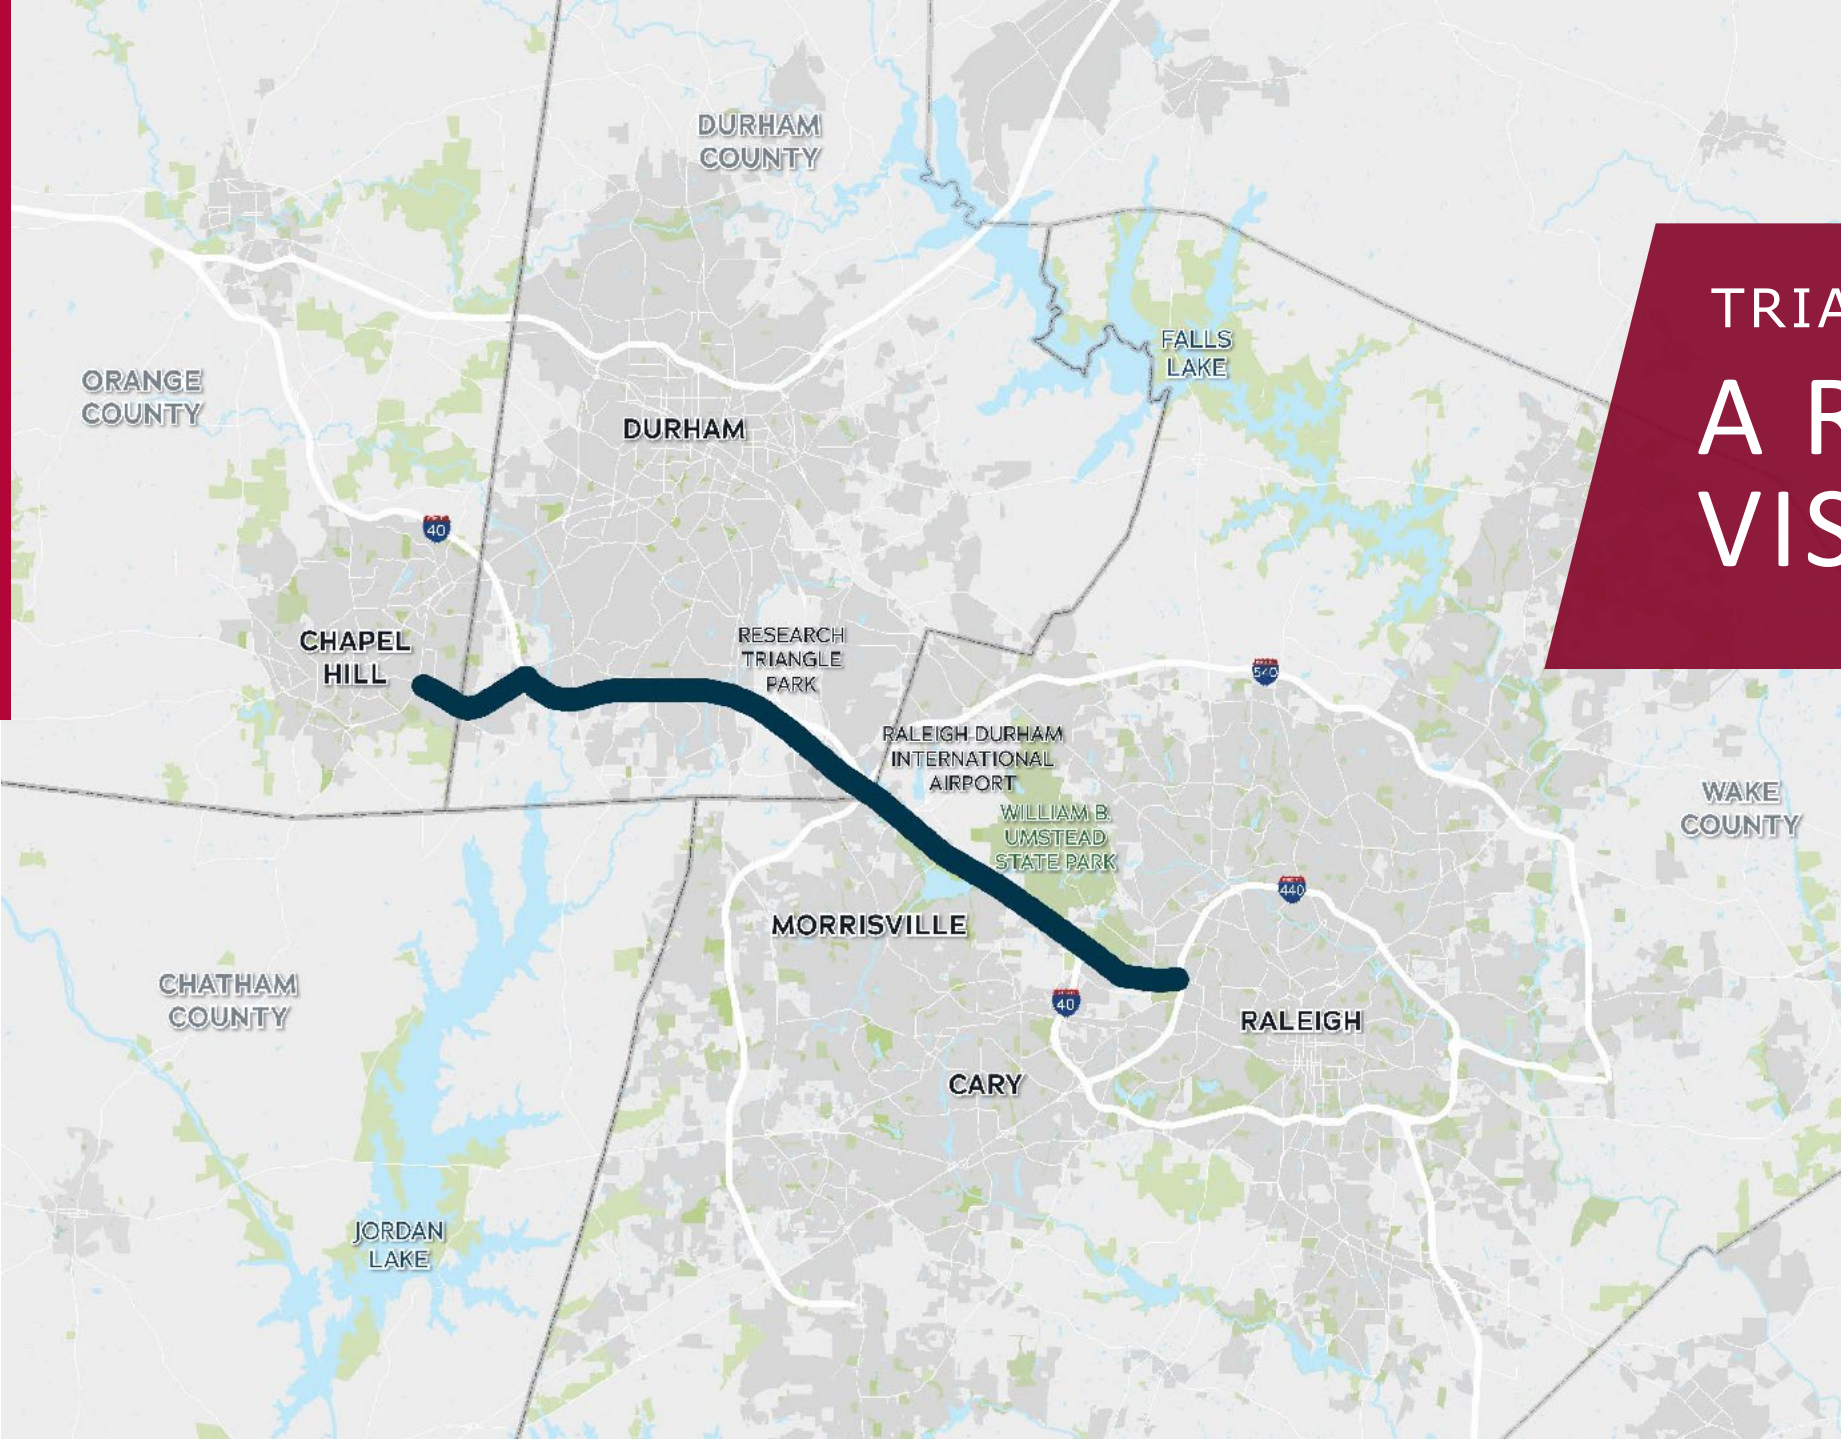 DURHAM
COUNTY
TRIA
A R
VIS
FALLS
LAKE
ORANGE
COUNTY
DURHAM
40
CHAPEL
HILL
RESEARCH
TRIANGLE
PARK
540
RALEIGH DURHAM
INTERNATIONAL
AIRPORT
WILLIAM B.
UMSTEAD
STATE PARK
WAKE
COUNTY
440
MORRISVILLE
CHATHAM
COUNTY
40
RALEIGH
CARY
JORDAN
LAKE